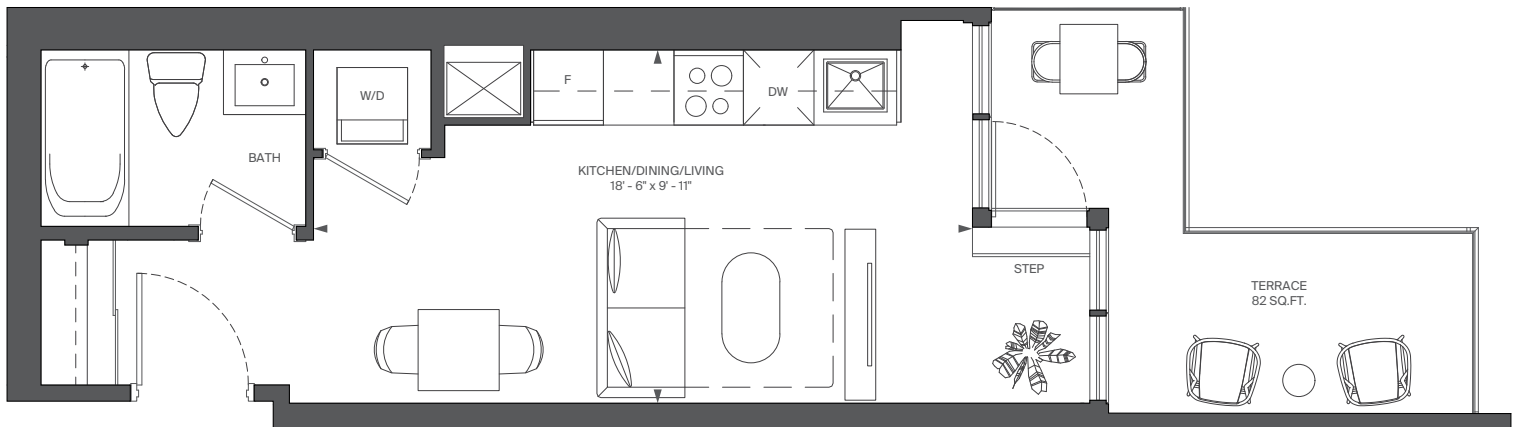 F
W/D
DW
BATH
KITCHEN/DINING/LIVING
18' - 6" x 9' - 11"
STEP
TERRACE
82 SQ.FT.